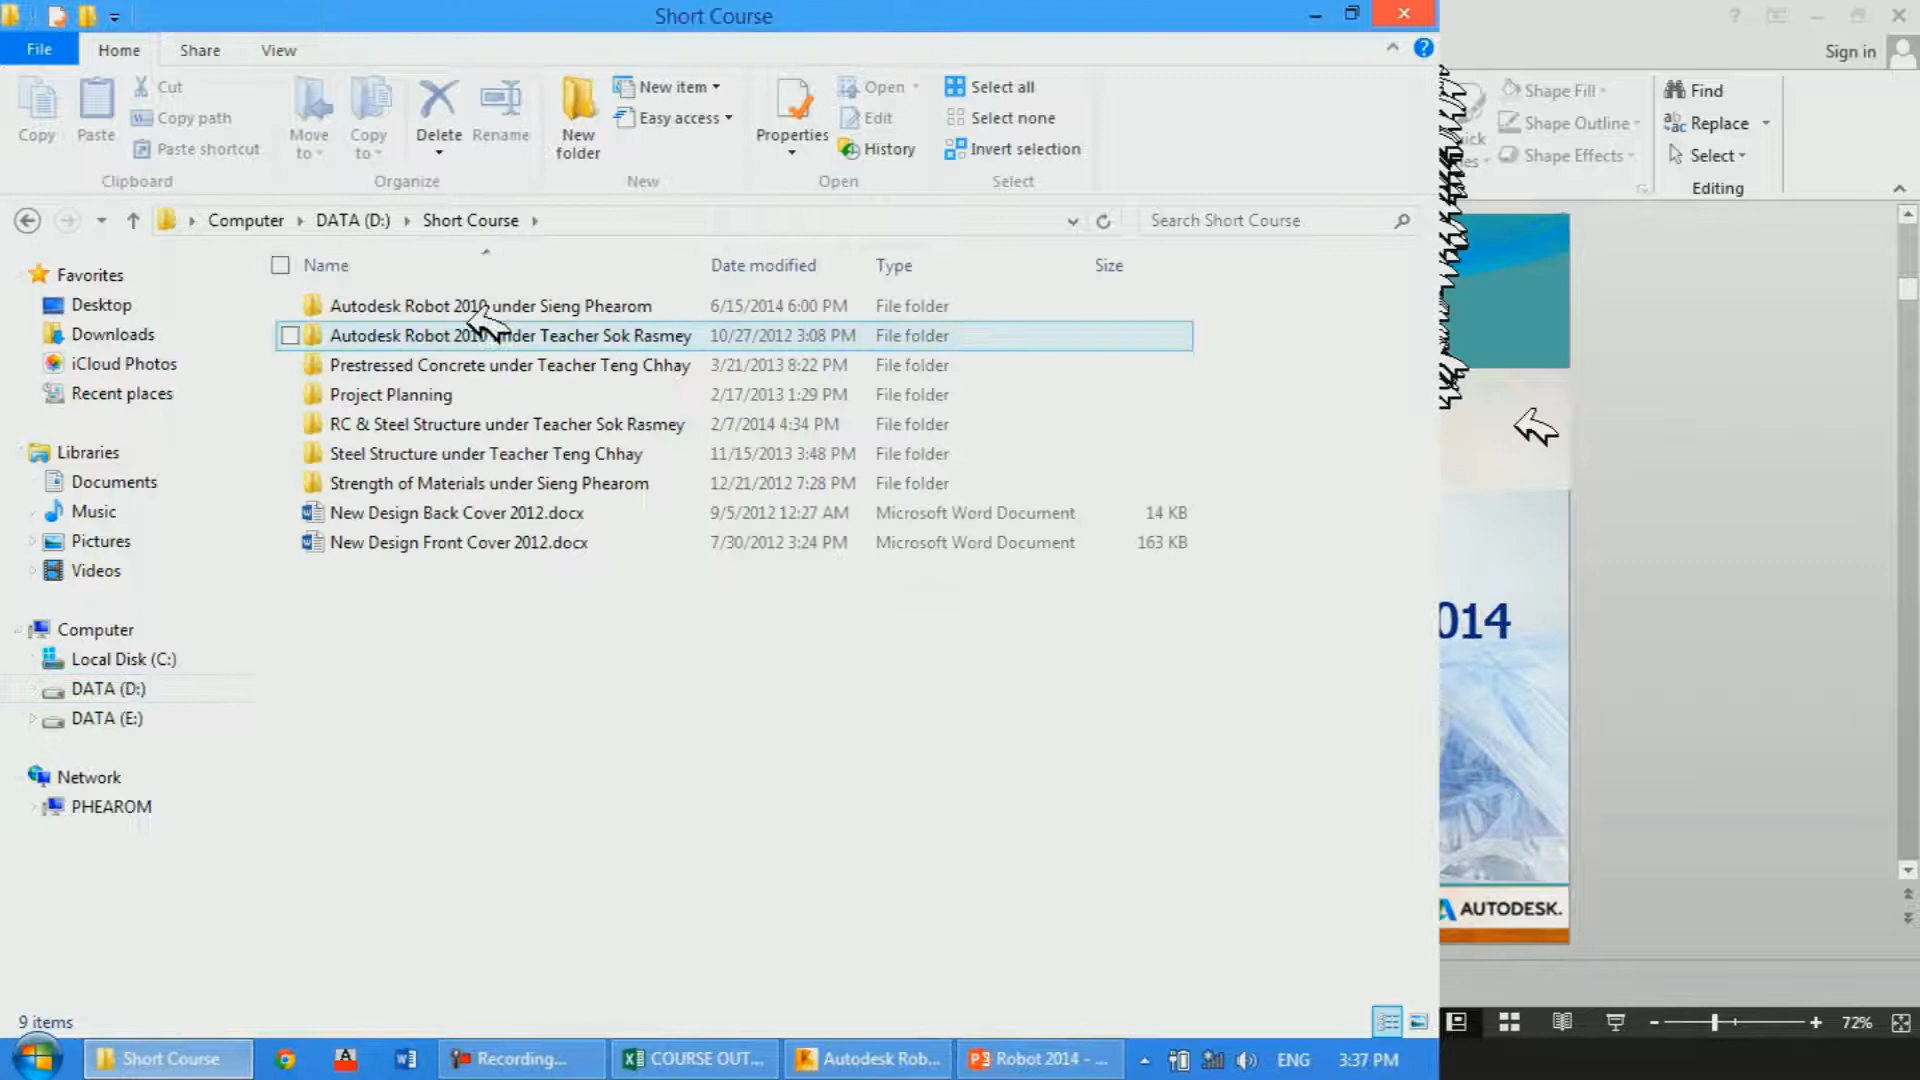 Short Course
Sign in
File Home Share View
Copy
Paste
Cut
Copy path
Paste shortcut
Clipboard
Move to
Copy to
Delete
Rename
Organize
New folder
New item
Easy access
New
Properties
Open
Edit
History
Open
Select all
Select none
Invert selection
Select
Shape Fill
Shape Outline
Shape Effects
Find
Replace
Select
Editing
Computer DATA (D:) Short Course
Search Short Course
Name Date modified Type Size
Autodesk Robot 2010 under Sieng Phearom 6/15/2014 6:00 PM File folder
Autodesk Robot 2010 under Teacher Sok Rasmey 10/27/2012 3:08 PM File folder
Prestressed Concrete under Teacher Teng Chhay 3/21/2013 8:22 PM File folder
Project Planning 2/17/2013 1:29 PM File folder
RC & Steel Structure under Teacher Sok Rasmey 2/7/2014 4:34 PM File folder
Steel Structure under Teacher Teng Chhay 11/15/2013 3:48 PM File folder
Strength of Materials under Sieng Phearom 12/21/2012 7:28 PM File folder
New Design Back Cover 2012.docx 9/5/2012 12:27 AM Microsoft Word Document 14 KB
New Design Front Cover 2012.docx 7/30/2012 3:24 PM Microsoft Word Document 163 KB
Favorites
Desktop
Downloads
iCloud Photos
Recent places
Libraries
Documents
Music
Pictures
Videos
Computer
Local Disk (C:)
DATA (D:)
DATA (E:)
Network
PHEAROM
014
AUTODESK.
9 items
72%
Short Course
Recording...
COURSE OUT...
Autodesk Rob...
Robot 2014 - ...
ENG
3:37 PM